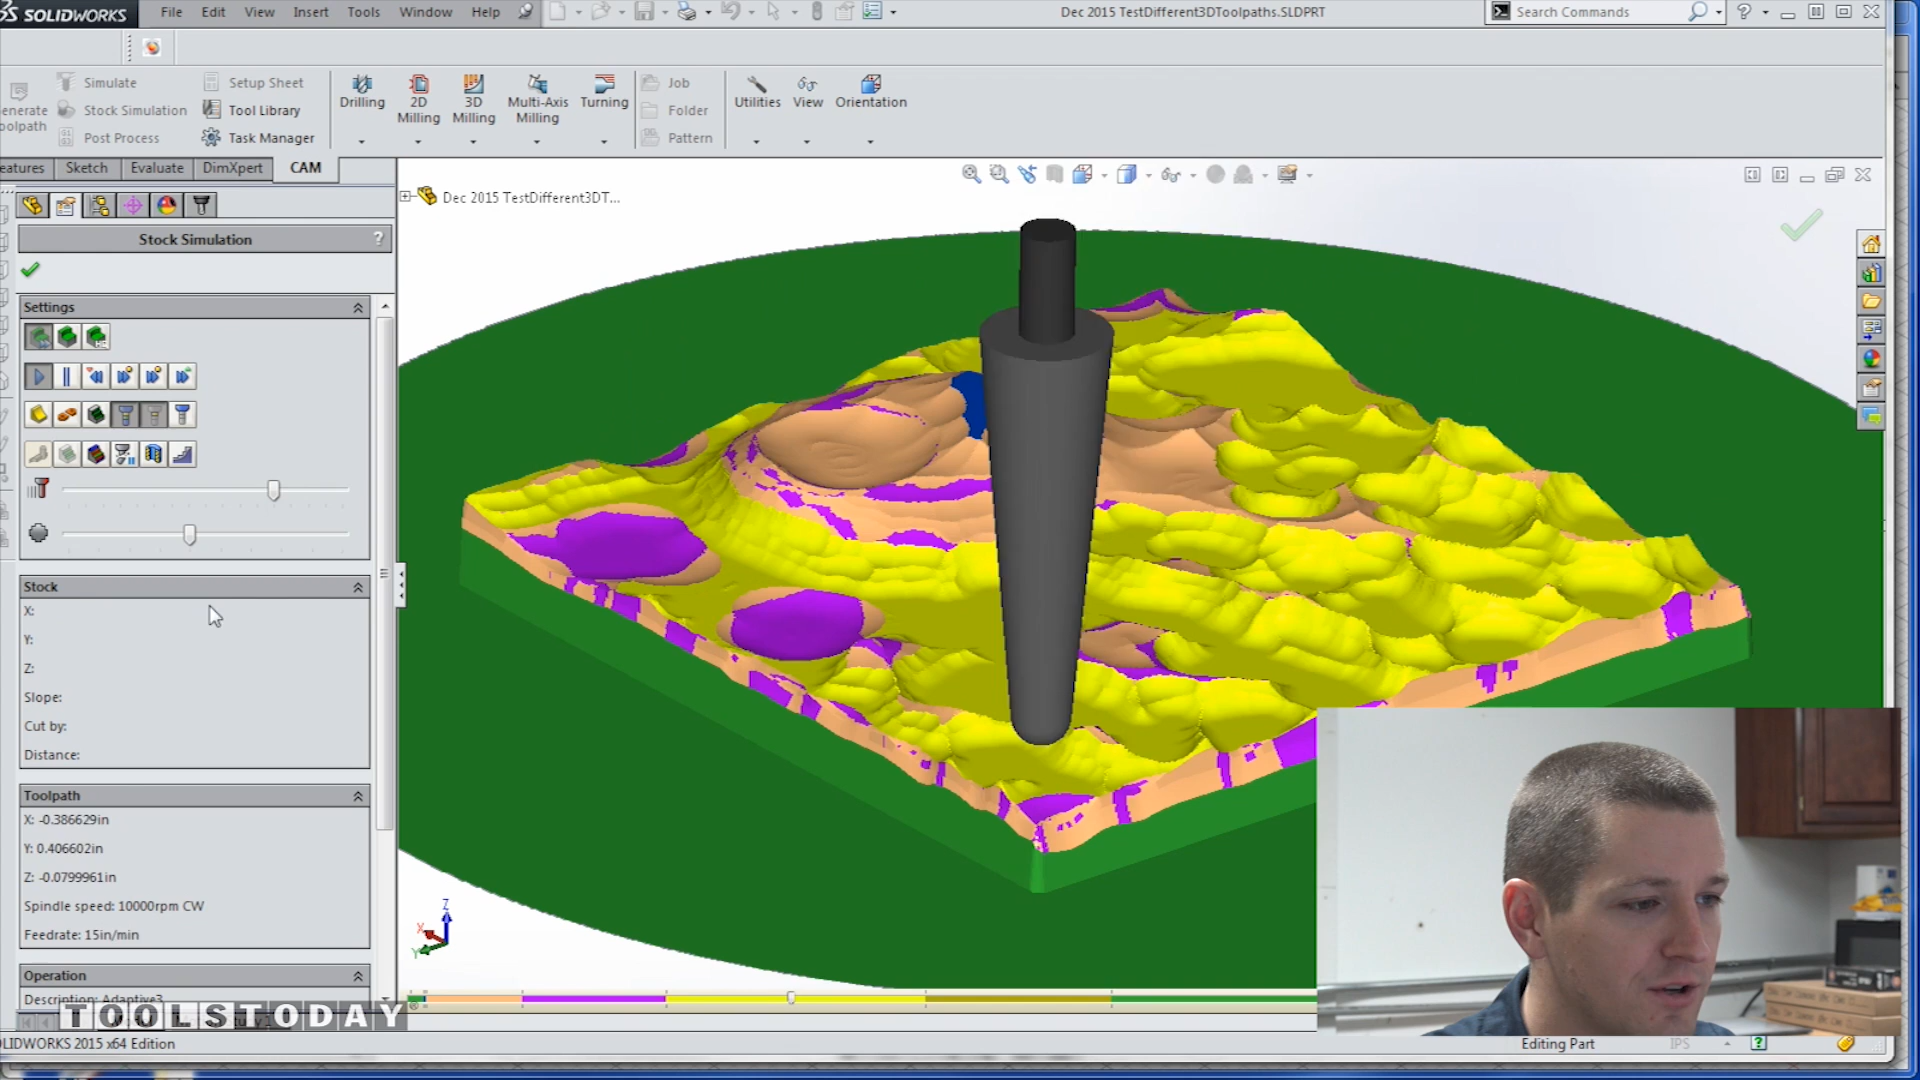 SOLIDWORKS
File Edit View Insert Tools Window Help
Dec 2015 TestDifferent3DToolpaths.SLDPRT
Search Commands
enerate
oolpath
Simulate
Stock Simulation
Post Process
Setup Sheet
Tool Library
Task Manager
Drilling
2D
Milling
3D
Milling
Multi-Axis
Milling
Turning
Job
Folder
Pattern
Utilities
View
Orientation
eatures Sketch Evaluate DimXpert CAM
Dec 2015 TestDifferent3DT...
Stock Simulation ?
Settings
Stock
X:
Y:
Z:
Slope:
Cut by:
Distance:
Toolpath
X: -0.386629in
Y: 0.406602in
Z: -0.0799961in
Spindle speed: 10000rpm CW
Feedrate: 15in/min
Operation
Description: Adaptive3
TOOLSTODAY
Z
X
Y
OLIDWORKS 2015 x64 Edition
Editing Part
IPS